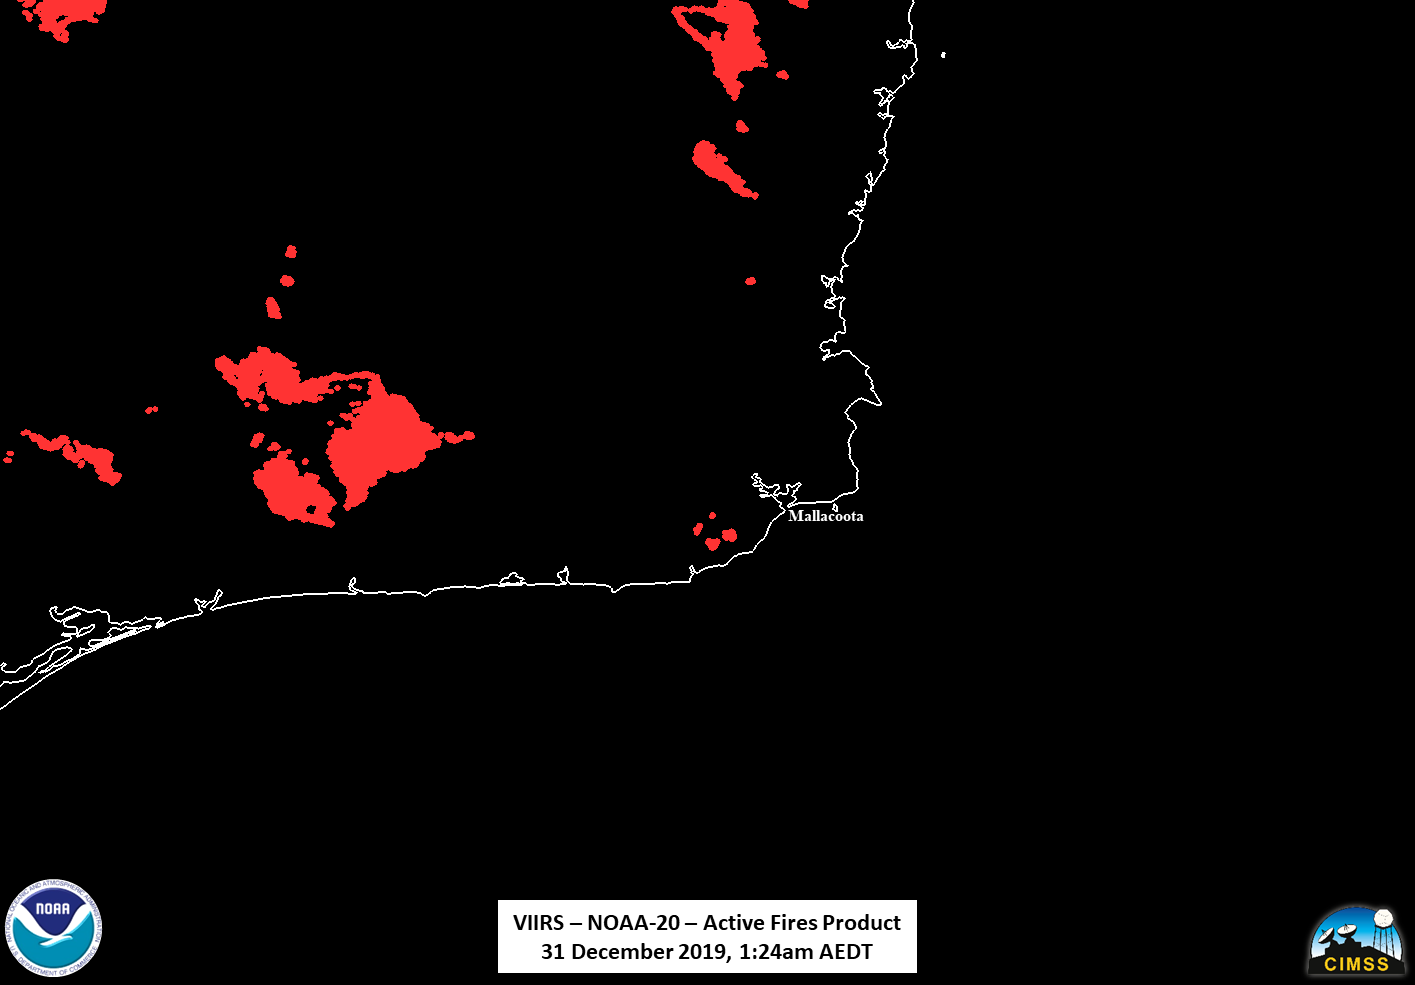 Mallacoota
NOAA
VIIRS – NOAA-20 – Active Fires Product
31 December 2019, 1:24am AEDT
CIMSS